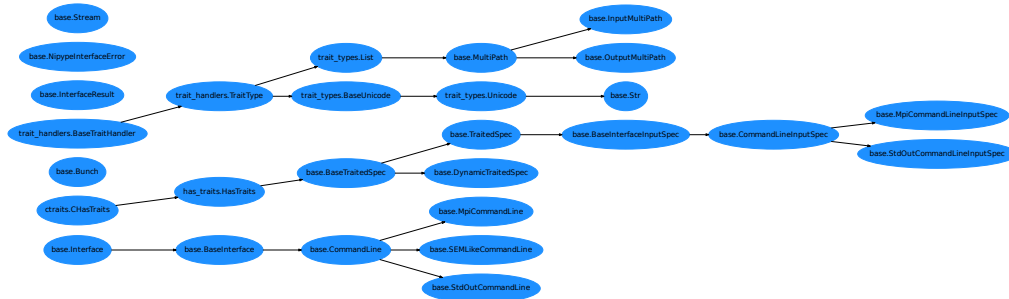 base.Stream
base.NipypeInterfaceError
base.InterfaceResult
trait_handlers.BaseTraitHandler
base.Bunch
ctraits.CHasTraits
base.Interface
trait_handlers.TraitType
has_traits.HasTraits
base.BaseInterface
trait_types.List
trait_types.BaseUnicode
base.BaseTraitedSpec
base.CommandLine
base.MultiPath
trait_types.Unicode
base.TraitedSpec
base.DynamicTraitedSpec
base.MpiCommandLine
base.SEMLikeCommandLine
base.StdOutCommandLine
base.InputMultiPath
base.OutputMultiPath
base.Str
base.BaseInterfaceInputSpec
base.CommandLineInputSpec
base.MpiCommandLineInputSpec
base.StdOutCommandLineInputSpec